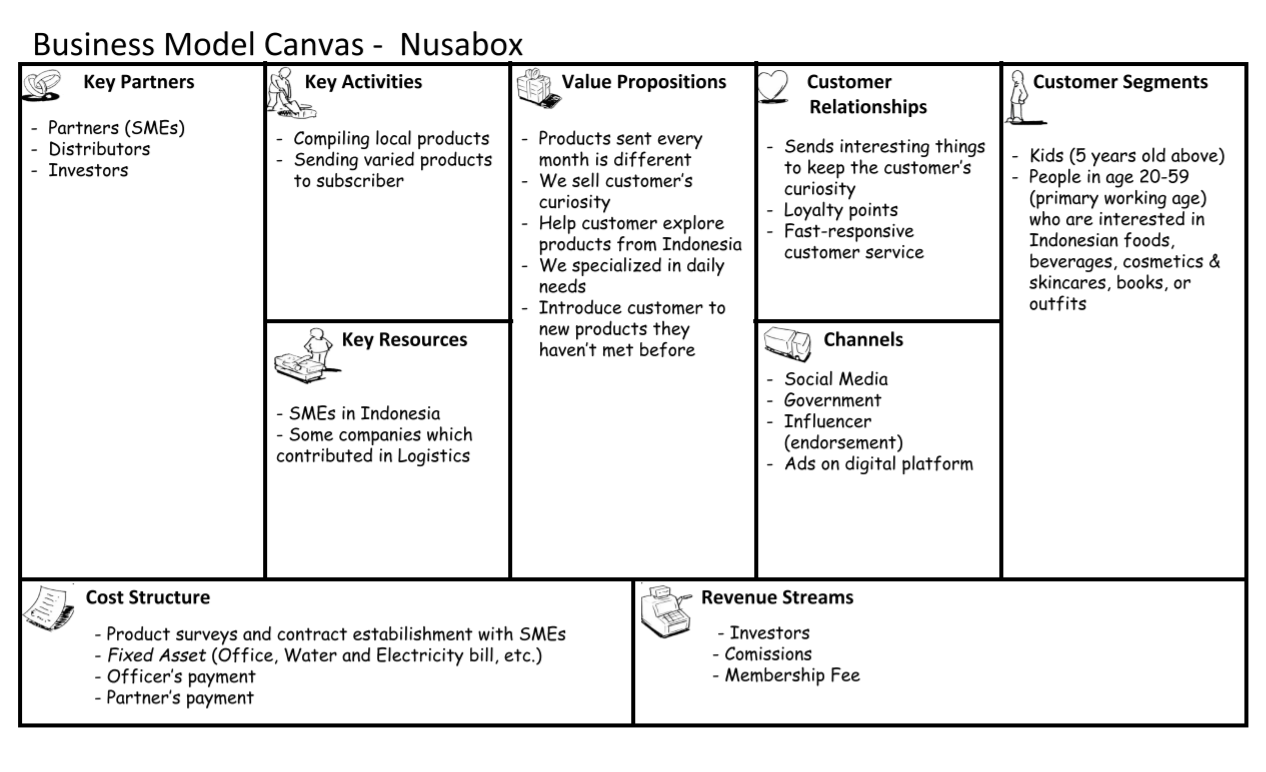 Business Model Canvas - Nusabox
Key Partners
- Partners (SMEs)
- Distributors
- Investors
Key Activities
- Compiling local products
- Sending varied products
to subscriber
Key Resources
- SMEs in Indonesia
- Some companies which
contributed in Logistics
Value Propositions
- Products sent every
month is different
- We sell customer's
curiosity
- Help customer explore
products from Indonesia
- We specialized in daily
needs
- Introduce customer to
new products they
haven't met before
Customer
Relationships
- Sends interesting things
to keep the customer's
curiosity
- Loyalty points
- Fast-responsive
customer service
Channels
- Social Media
- Government
- Influencer
(endorsement)
- Ads on digital platform
Customer Segments
- Kids (5 years old above)
- People in age 20-59
(primary working age)
who are interested in
Indonesian foods,
beverages, cosmetics &
skincares, books, or
outfits
Cost Structure
- Product surveys and contract estabilishment with SMEs
- Fixed Asset (Office, Water and Electricity bill, etc.)
- Officer's payment
- Partner's payment
Revenue Streams
- Investors
- Comissions
- Membership Fee